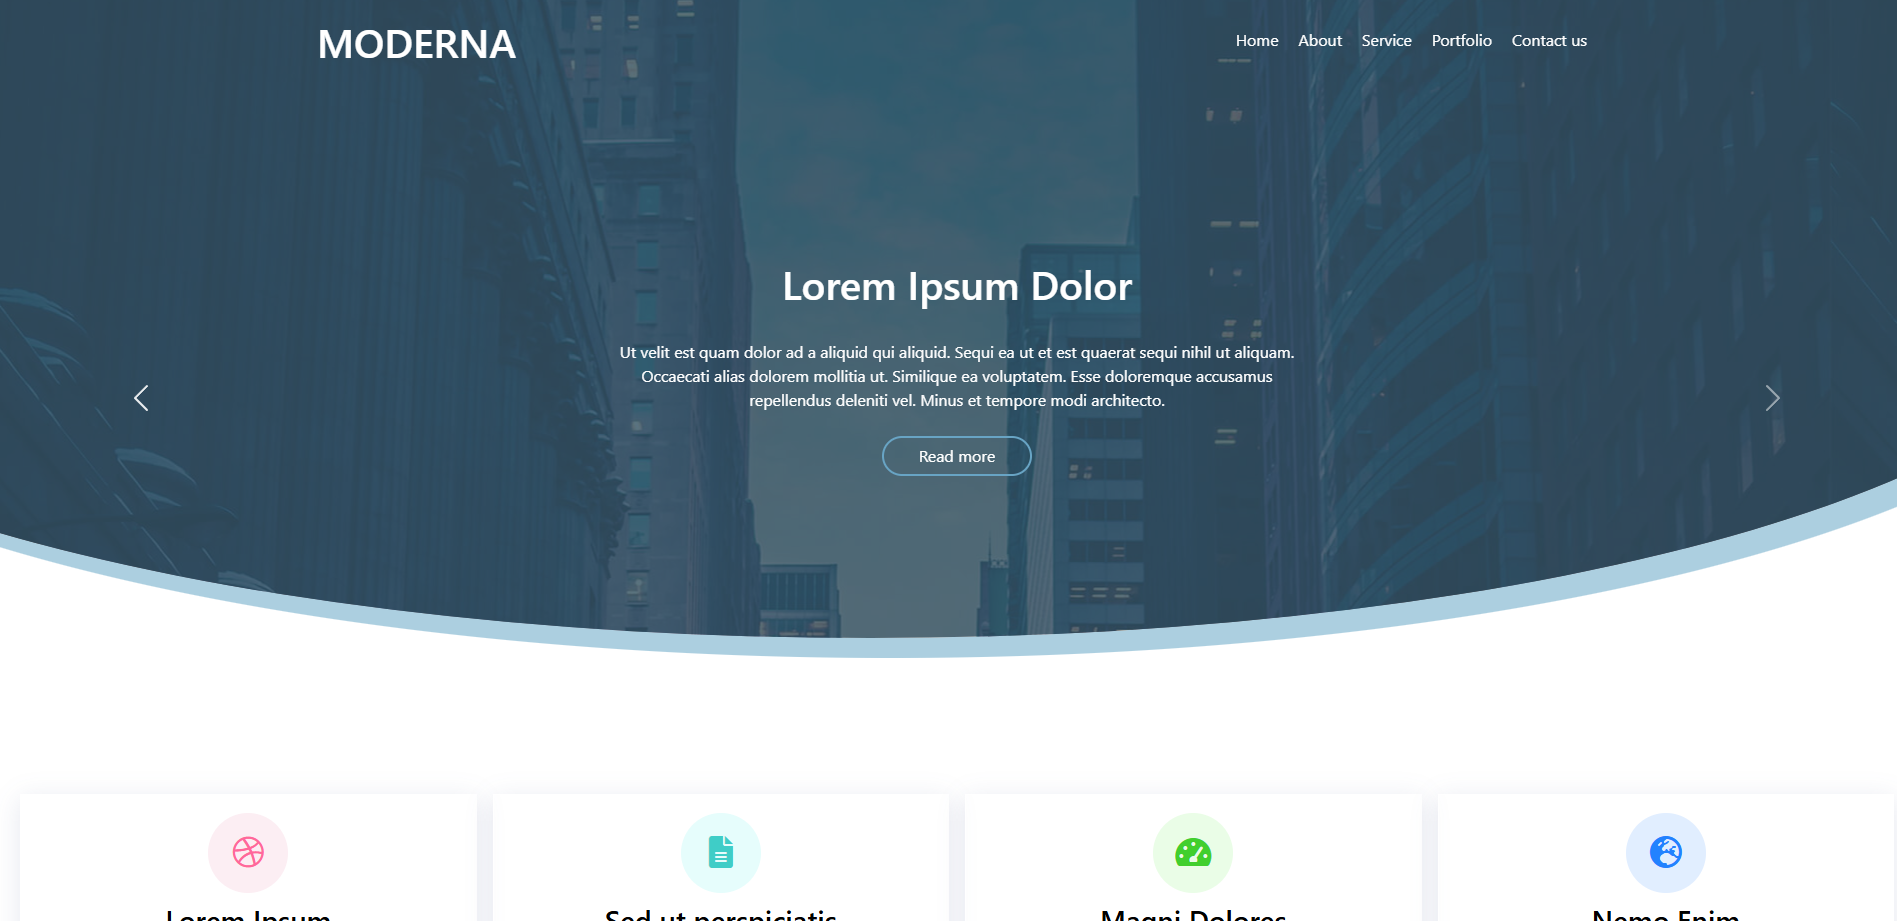 MODERNA
Home About Service Portfolio Contact us
Lorem Ipsum Dolor
Ut velit est quam dolor ad a aliquid qui aliquid. Sequi ea ut et est quaerat sequi nihil ut aliquam.
Occaecati alias dolorem mollitia ut. Similique ea voluptatem. Esse doloremque accusamus
repellendus deleniti vel. Minus et tempore modi architecto.
Read more
Lorem Ipsum
Sed ut perspiciatis
Magni Dolores
Nemo Enim